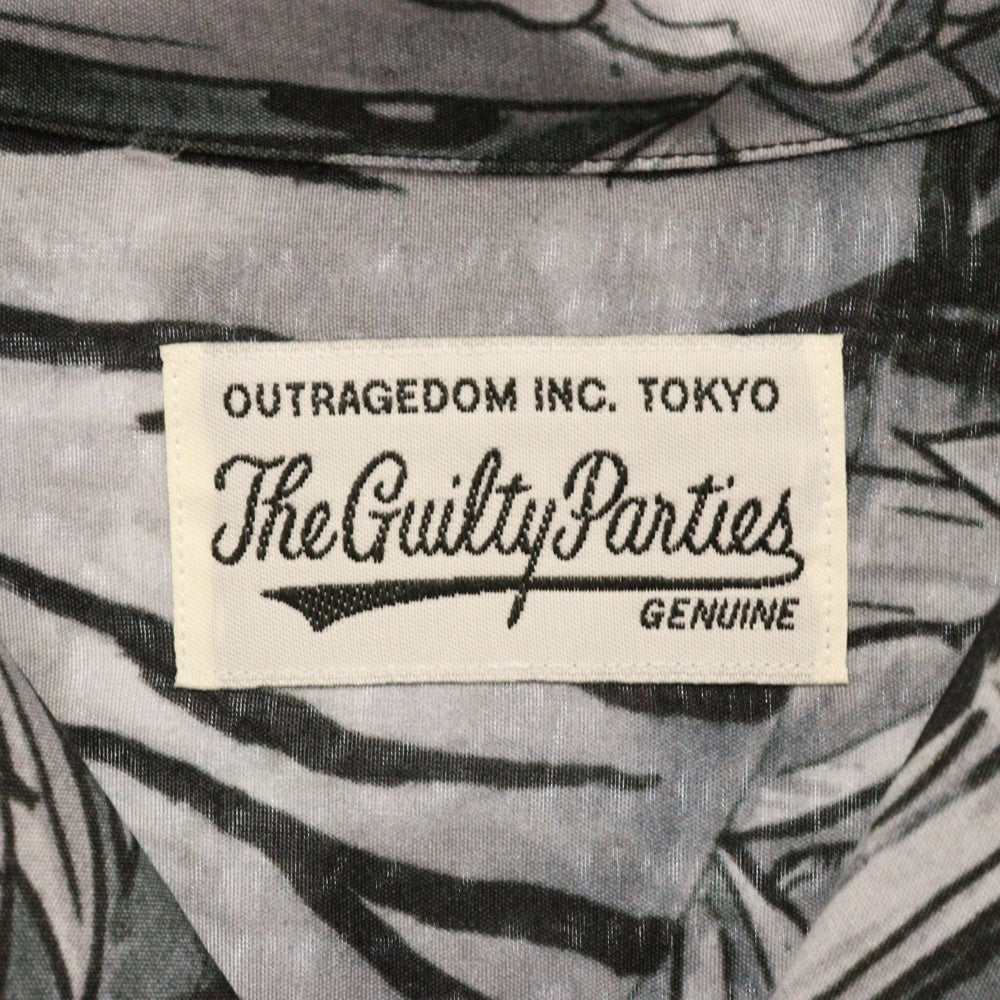 OUTRAGEDOM INC. TOKYO
The Guilty Parties
GENUINE